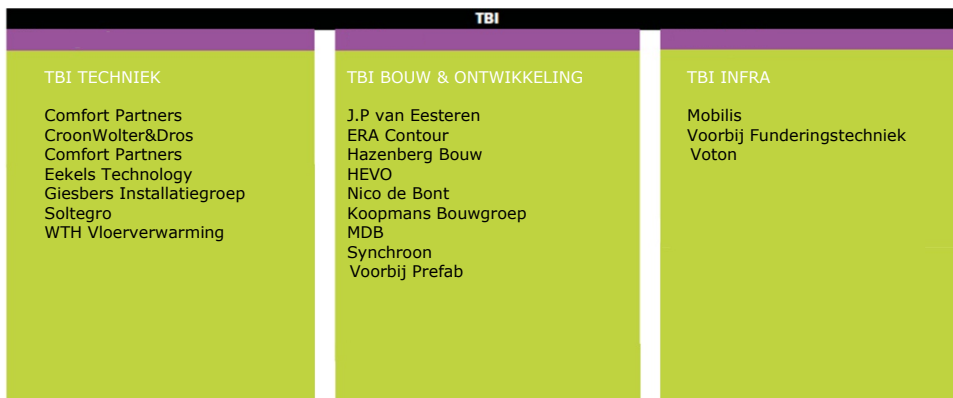 TBI
TBI TECHNIEK
Comfort Partners
CroonWolter&Dros
Comfort Partners
Eekels Technology
Giesbers Installatiegroep
Soltegro
WTH Vloerverwarming
TBI BOUW & ONTWIKKELING
J.P van Eesteren
ERA Contour
Hazenberg Bouw
HEVO
Nico de Bont
Koopmans Bouwgroep
MDB
Synchroon
Voorbij Prefab
TBI INFRA
Mobilis
Voorbij Funderingstechniek
Voton